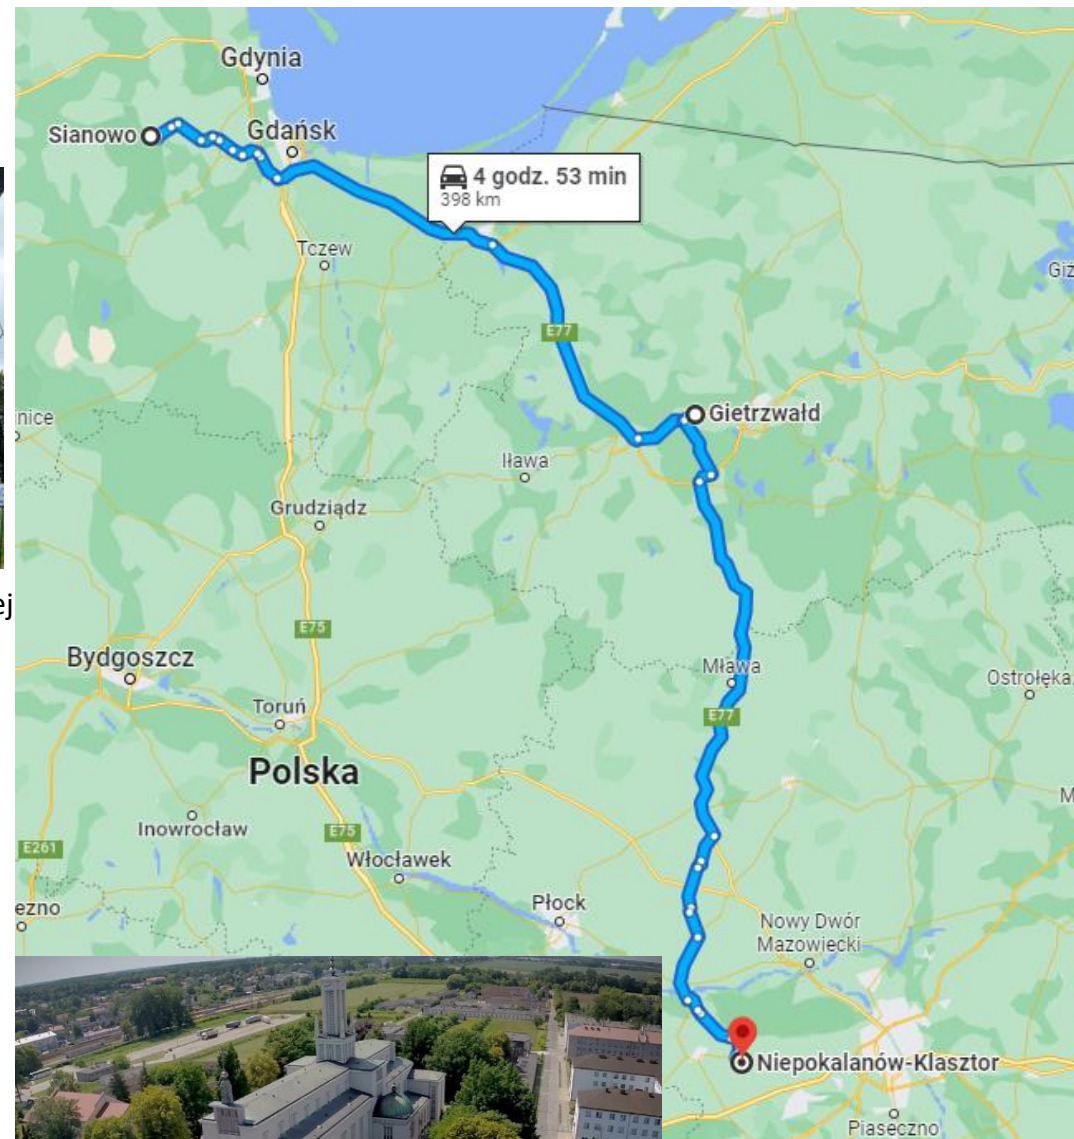 Gdynia
Sianowo
Gdańsk
4 godz. 53 min
398 km
Tczew
Giż
E77
nice
Gietrzwałd
Iława
Grudziądz
ej
E75
Bydgoszcz
Mława
Ostrołęka
Toruń
E77
Polska
M
Inowrocław
E75
E261
Włocławek
Płock
ezno
Nowy Dwór
Mazowiecki
Niepokalanów-Klasztor
Piaseczno